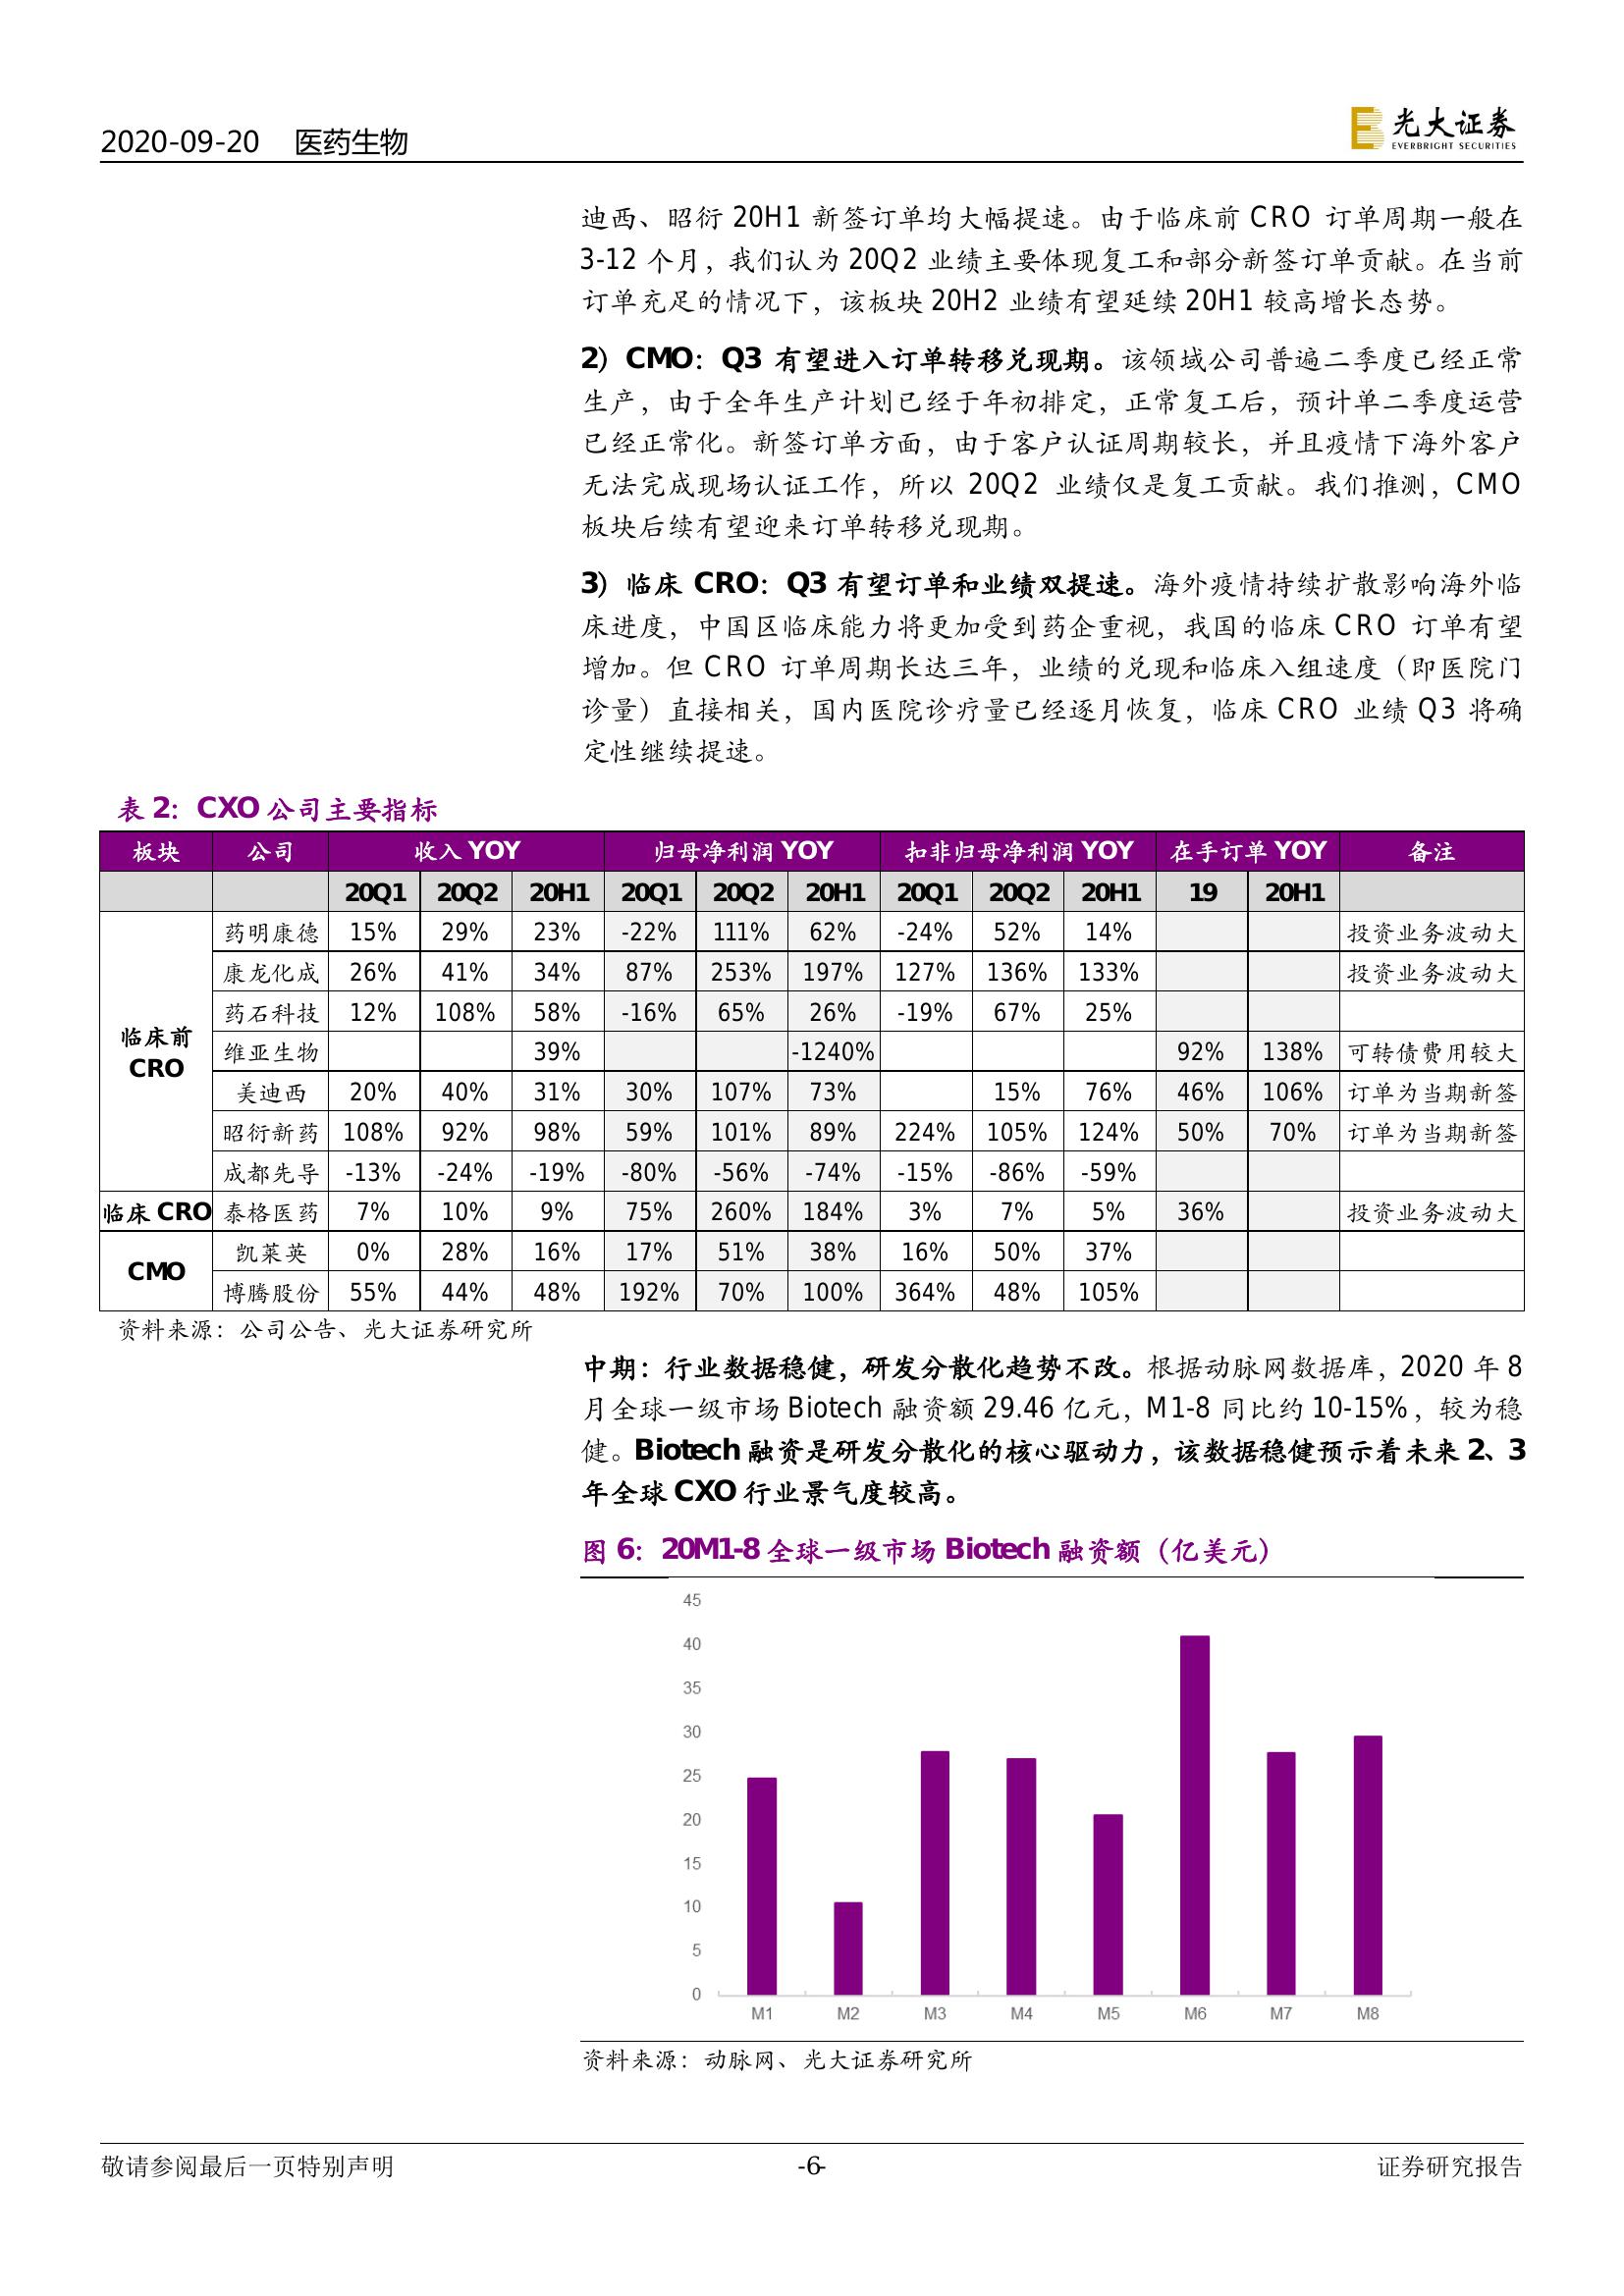 2020-09-20 医药生物
光大证券
EVERBRIGHT SECURITIES
迪西、昭衍 20H1 新签订单均大幅提速。由于临床前 CRO 订单周期一般在
3-12 个月，我们认为 20Q2 业绩主要体现复工和部分新签订单贡献。在当前
订单充足的情况下，该板块 20H2 业绩有望延续 20H1 较高增长态势。
2）CMO：Q3 有望进入订单转移兑现期。该领域公司普遍二季度已经正常
生产，由于全年生产计划已经于年初排定，正常复工后，预计单二季度运营
已经正常化。新签订单方面，由于客户认证周期较长，并且疫情下海外客户
无法完成现场认证工作，所以 20Q2 业绩仅是复工贡献。我们推测，CMO
板块后续有望迎来订单转移兑现期。
3）临床 CRO：Q3 有望订单和业绩双提速。海外疫情持续扩散影响海外临
床进度，中国区临床能力将更加受到药企重视，我国的临床 CRO 订单有望
增加。但 CRO 订单周期长达三年，业绩的兑现和临床入组速度（即医院门
诊量）直接相关，国内医院诊疗量已经逐月恢复，临床 CRO 业绩 Q3 将确
定性继续提速。
表 2：CXO 公司主要指标
板块 公司 收入 YOY 归母净利润 YOY 扣非归母净利润 YOY 在手订单 YOY 备注
20Q1 20Q2 20H1 20Q1 20Q2 20H1 20Q1 20Q2 20H1 19 20H1
临床前
CRO
药明康德 15% 29% 23% -22% 111% 62% -24% 52% 14% 投资业务波动大
康龙化成 26% 41% 34% 87% 253% 197% 127% 136% 133% 投资业务波动大
药石科技 12% 108% 58% -16% 65% 26% -19% 67% 25%
维亚生物 39% -1240% 92% 138% 可转债费用较大
美迪西 20% 40% 31% 30% 107% 73% 15% 76% 46% 106% 订单为当期新签
昭衍新药 108% 92% 98% 59% 101% 89% 224% 105% 124% 50% 70% 订单为当期新签
成都先导 -13% -24% -19% -80% -56% -74% -15% -86% -59%
临床 CRO 泰格医药 7% 10% 9% 75% 260% 184% 3% 7% 5% 36% 投资业务波动大
CMO
凯莱英 0% 28% 16% 17% 51% 38% 16% 50% 37%
博腾股份 55% 44% 48% 192% 70% 100% 364% 48% 105%
资料来源：公司公告、光大证券研究所
中期：行业数据稳健，研发分散化趋势不改。根据动脉网数据库，2020 年 8
月全球一级市场 Biotech 融资额 29.46 亿元，M1-8 同比约 10-15%，较为稳
健。Biotech 融资是研发分散化的核心驱动力，该数据稳健预示着未来 2、3
年全球 CXO 行业景气度较高。
图 6：20M1-8 全球一级市场 Biotech 融资额（亿美元）
45
40
35
30
25
20
15
10
5
0
M1 M2 M3 M4 M5 M6 M7 M8
资料来源：动脉网、光大证券研究所
敬请参阅最后一页特别声明 -6- 证券研究报告